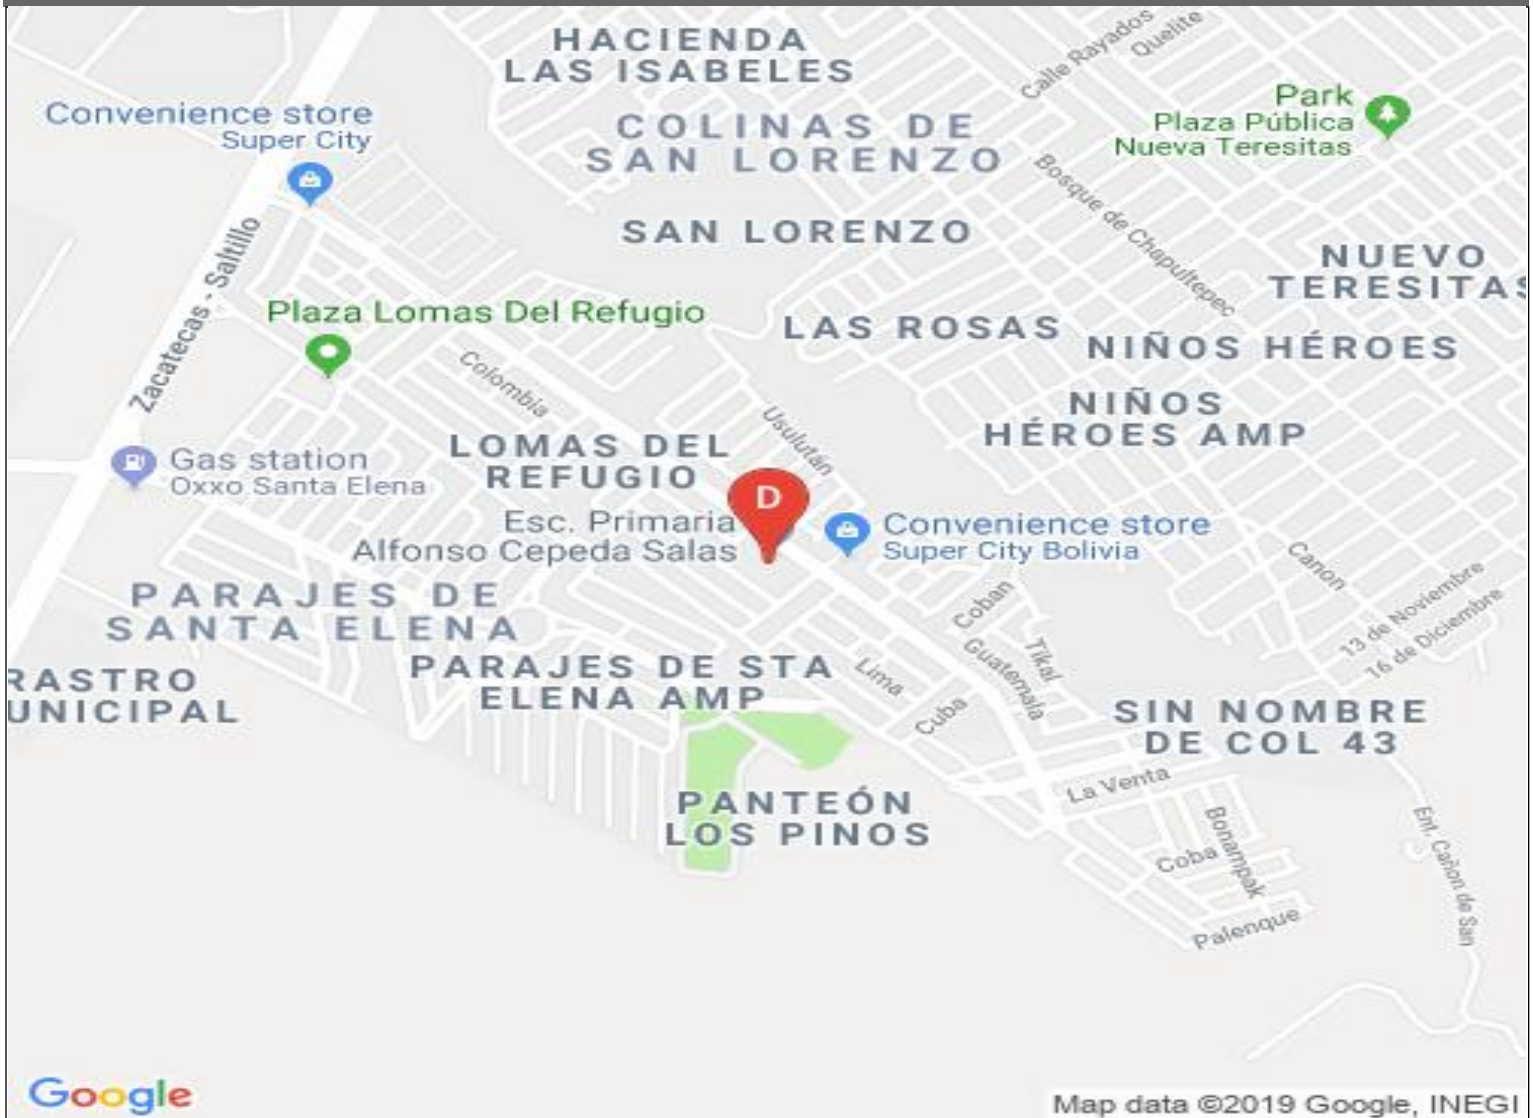 HACIENDA
LAS ISABELES
Calle Rayados
Quelite
Convenience store
Super City
COLINAS DE
SAN LORENZO
Park
Plaza Pública
Nueva Teresitas
Bosque de Chapultepec
SAN LORENZO
NUEVO
TERESITAS
Zacatecas - Saltillo
Plaza Lomas Del Refugio
LAS ROSAS
NIÑOS HÉROES
Colombia
NIÑOS
HÉROES AMP
Usulután
LOMAS DEL
REFUGIO
Gas station
Oxxo Santa Elena
D
Esc. Primaria
Alfonso Cepeda Salas
Convenience store
Super City Bolivia
Canon
13 de Noviembre
16 de Diciembre
PARAJES DE
SANTA ELENA
Coban
Tikal
Guatemala
RASTRO
UNICIPAL
PARAJES DE STA
ELENA AMP
Lima
Cuba
SIN NOMBRE
DE COL 43
La Venta
PANTEÓN
LOS PINOS
Bonampak
Coba
Palenque
Ent. Cañon de San
Google
Map data ©2019 Google, INEGI